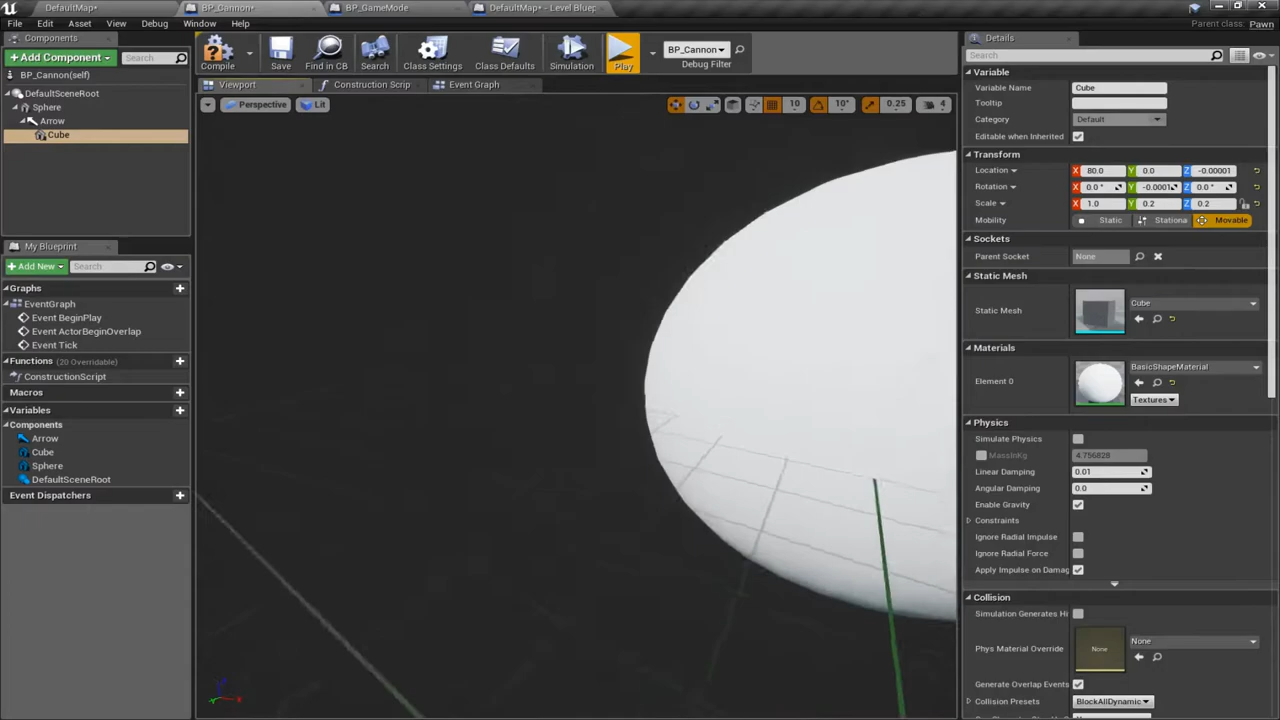 DefaultMap*
BP_Cannon*
BP_GameMode
DefaultMap* - Level Bluep
File Edit Asset View Debug Window Help
Parent class: Pawn
Components
+ Add Component
Search
BP_Cannon(self)
DefaultSceneRoot
Sphere
Arrow
Cube
Compile
Save
Find in CB
Search
Class Settings
Class Defaults
Simulation
Play
BP_Cannon
Debug Filter
Viewport
Construction Scrip
Event Graph
Perspective
Lit
10
10°
0.25
4
My Blueprint
+ Add New
Search
Graphs
EventGraph
Event BeginPlay
Event ActorBeginOverlap
Event Tick
Functions (20 Overridable)
ConstructionScript
Macros
Variables
Components
Arrow
Cube
Sphere
DefaultSceneRoot
Event Dispatchers
Details
Search
Variable
Variable Name Cube
Tooltip
Category Default
Editable when Inherited
Transform
Location X 80.0 Y 0.0 Z -0.00001
Rotation X 0.0 ° Y -0.0001 Z 0.0 °
Scale X 1.0 Y 0.2 Z 0.2
Mobility Static Stationa Movable
Sockets
Parent Socket None
Static Mesh
Static Mesh Cube
Materials
Element 0 BasicShapeMaterial
Textures
Physics
Simulate Physics
MassInKg 4.756828
Linear Damping 0.01
Angular Damping 0.0
Enable Gravity
Constraints
Ignore Radial Impulse
Ignore Radial Force
Apply Impulse on Damag
Collision
Simulation Generates Hi
Phys Material Override None None
Generate Overlap Events
Collision Presets BlockAllDynamic